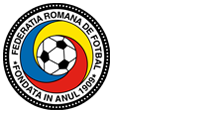 FEDERATIA ROMANA DE FOTBAL
FONDATA IN ANUL 1909